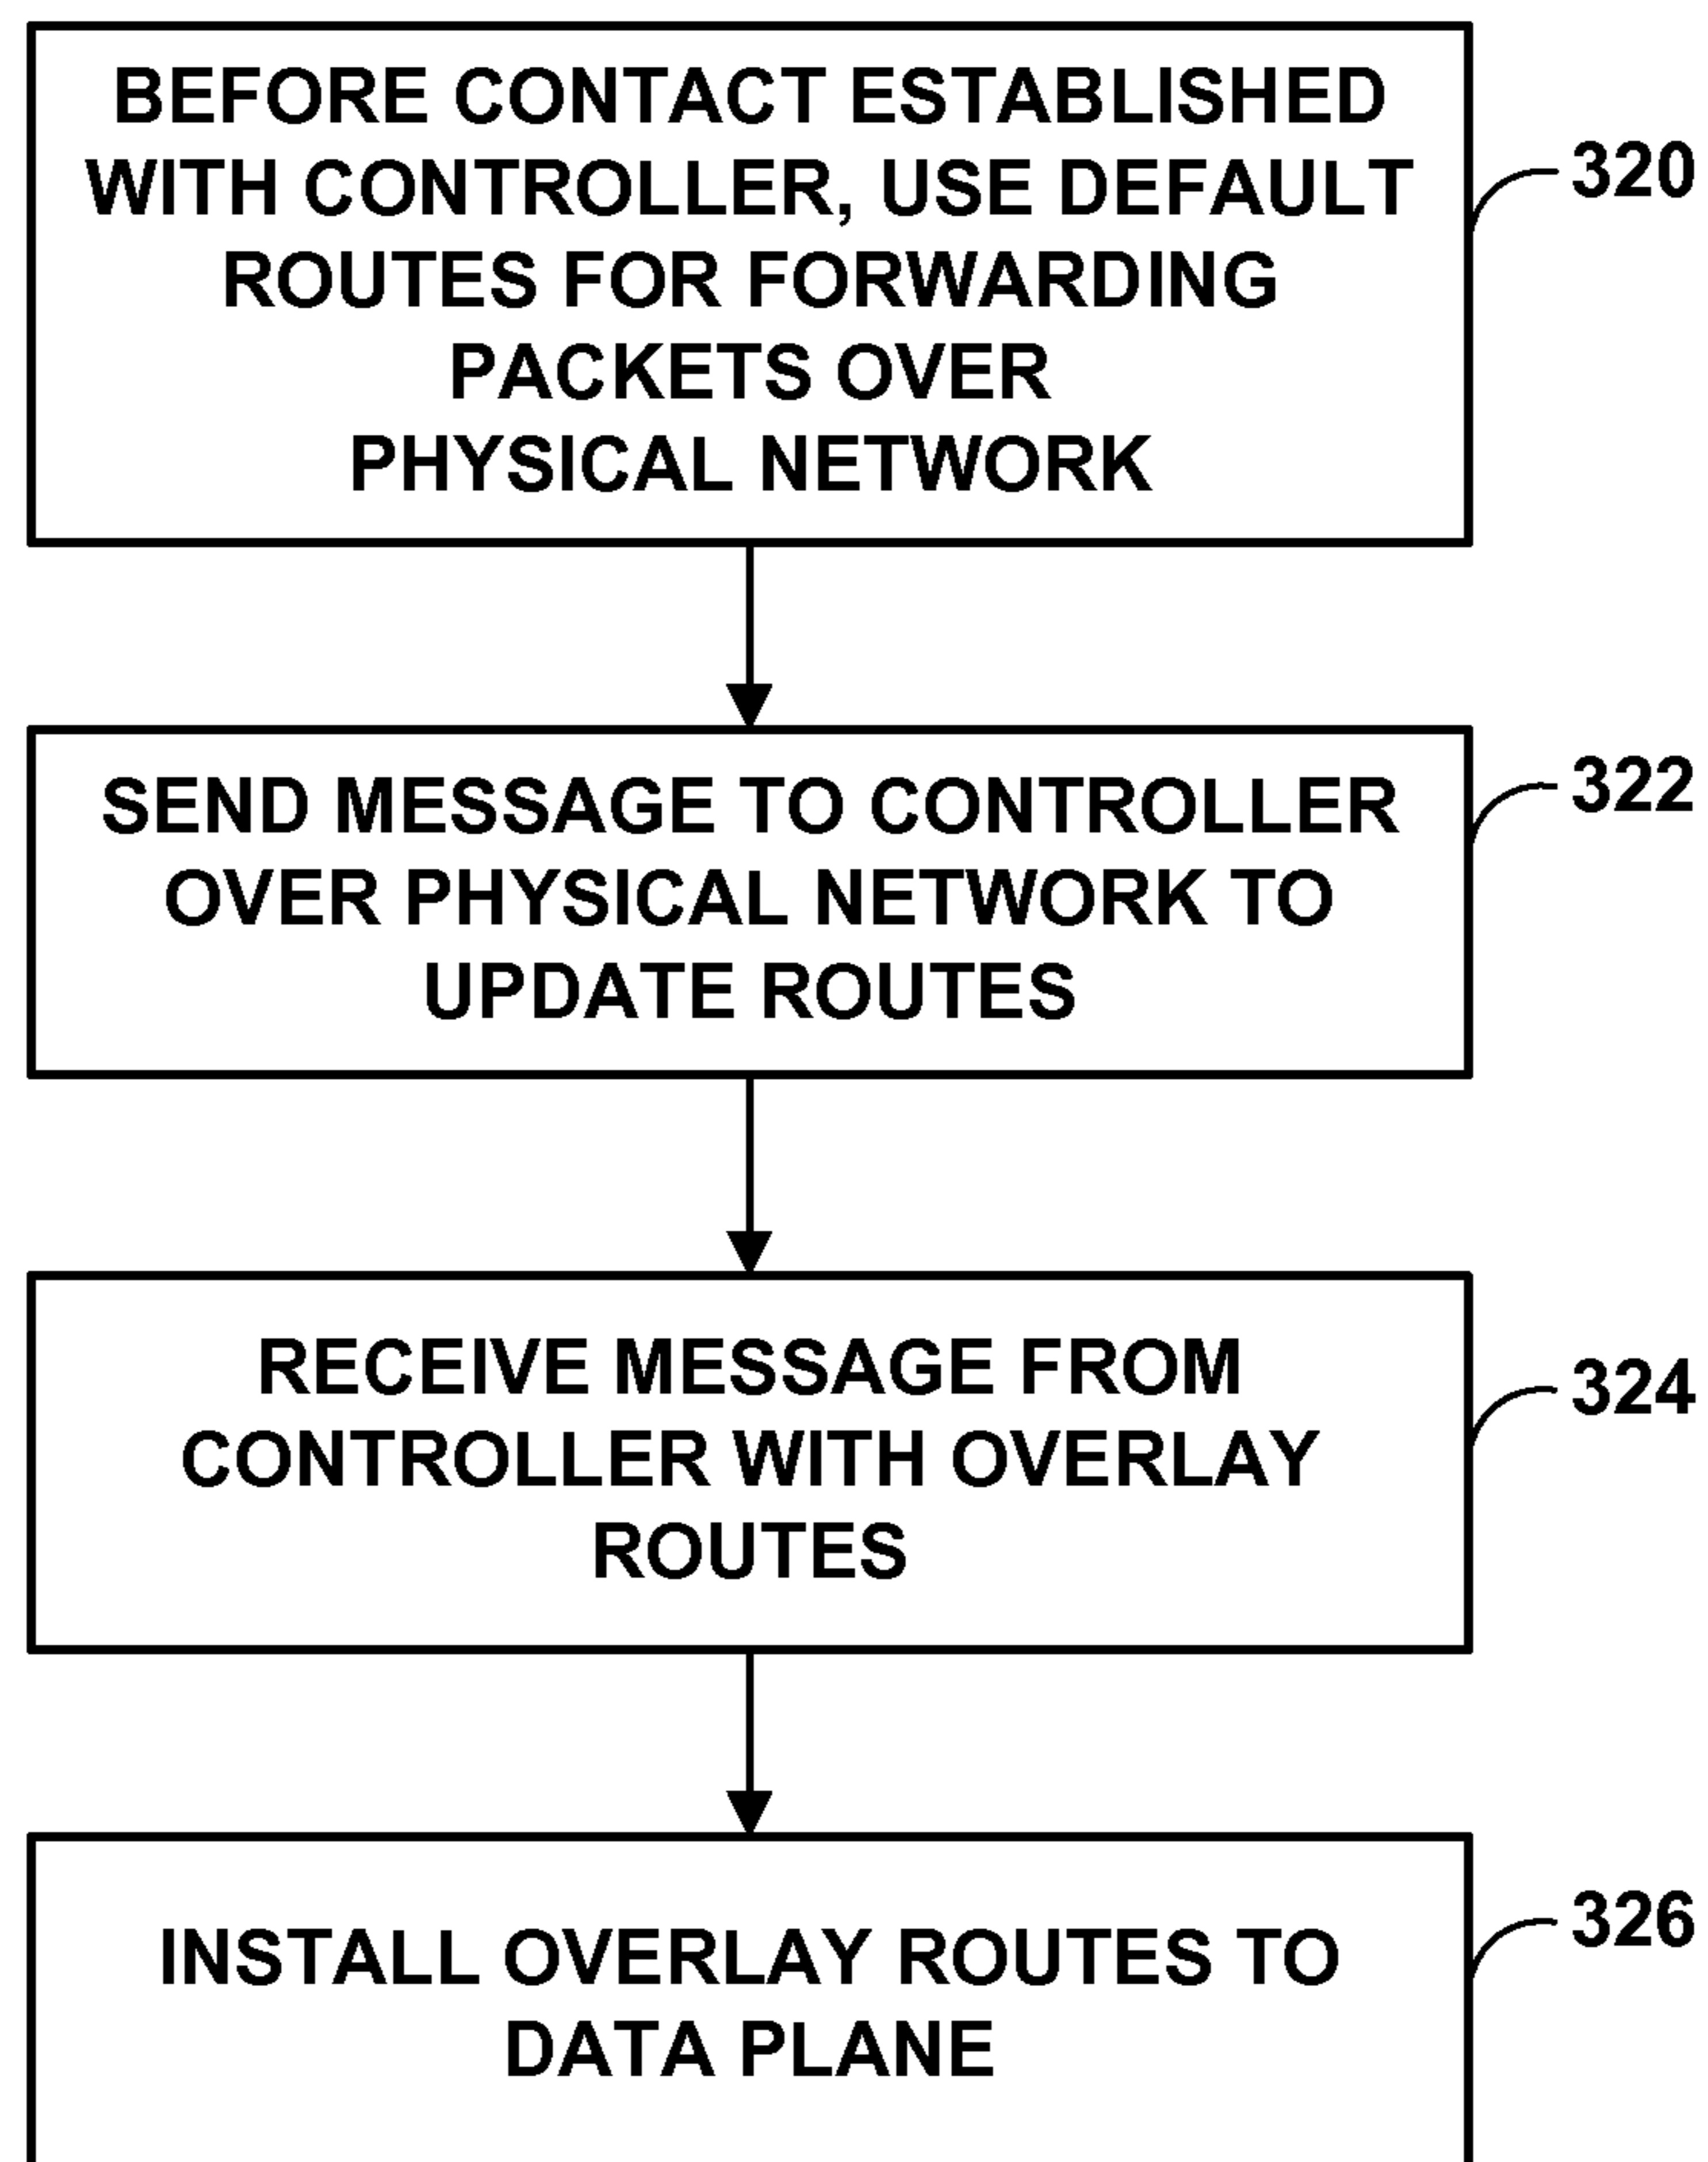 BEFORE CONTACT ESTABLISHED
WITH CONTROLLER, USE DEFAULT
ROUTES FOR FORWARDING
PACKETS OVER
PHYSICAL NETWORK
320
SEND MESSAGE TO CONTROLLER
OVER PHYSICAL NETWORK TO
UPDATE ROUTES
322
RECEIVE MESSAGE FROM
CONTROLLER WITH OVERLAY
ROUTES
324
INSTALL OVERLAY ROUTES TO
DATA PLANE
326